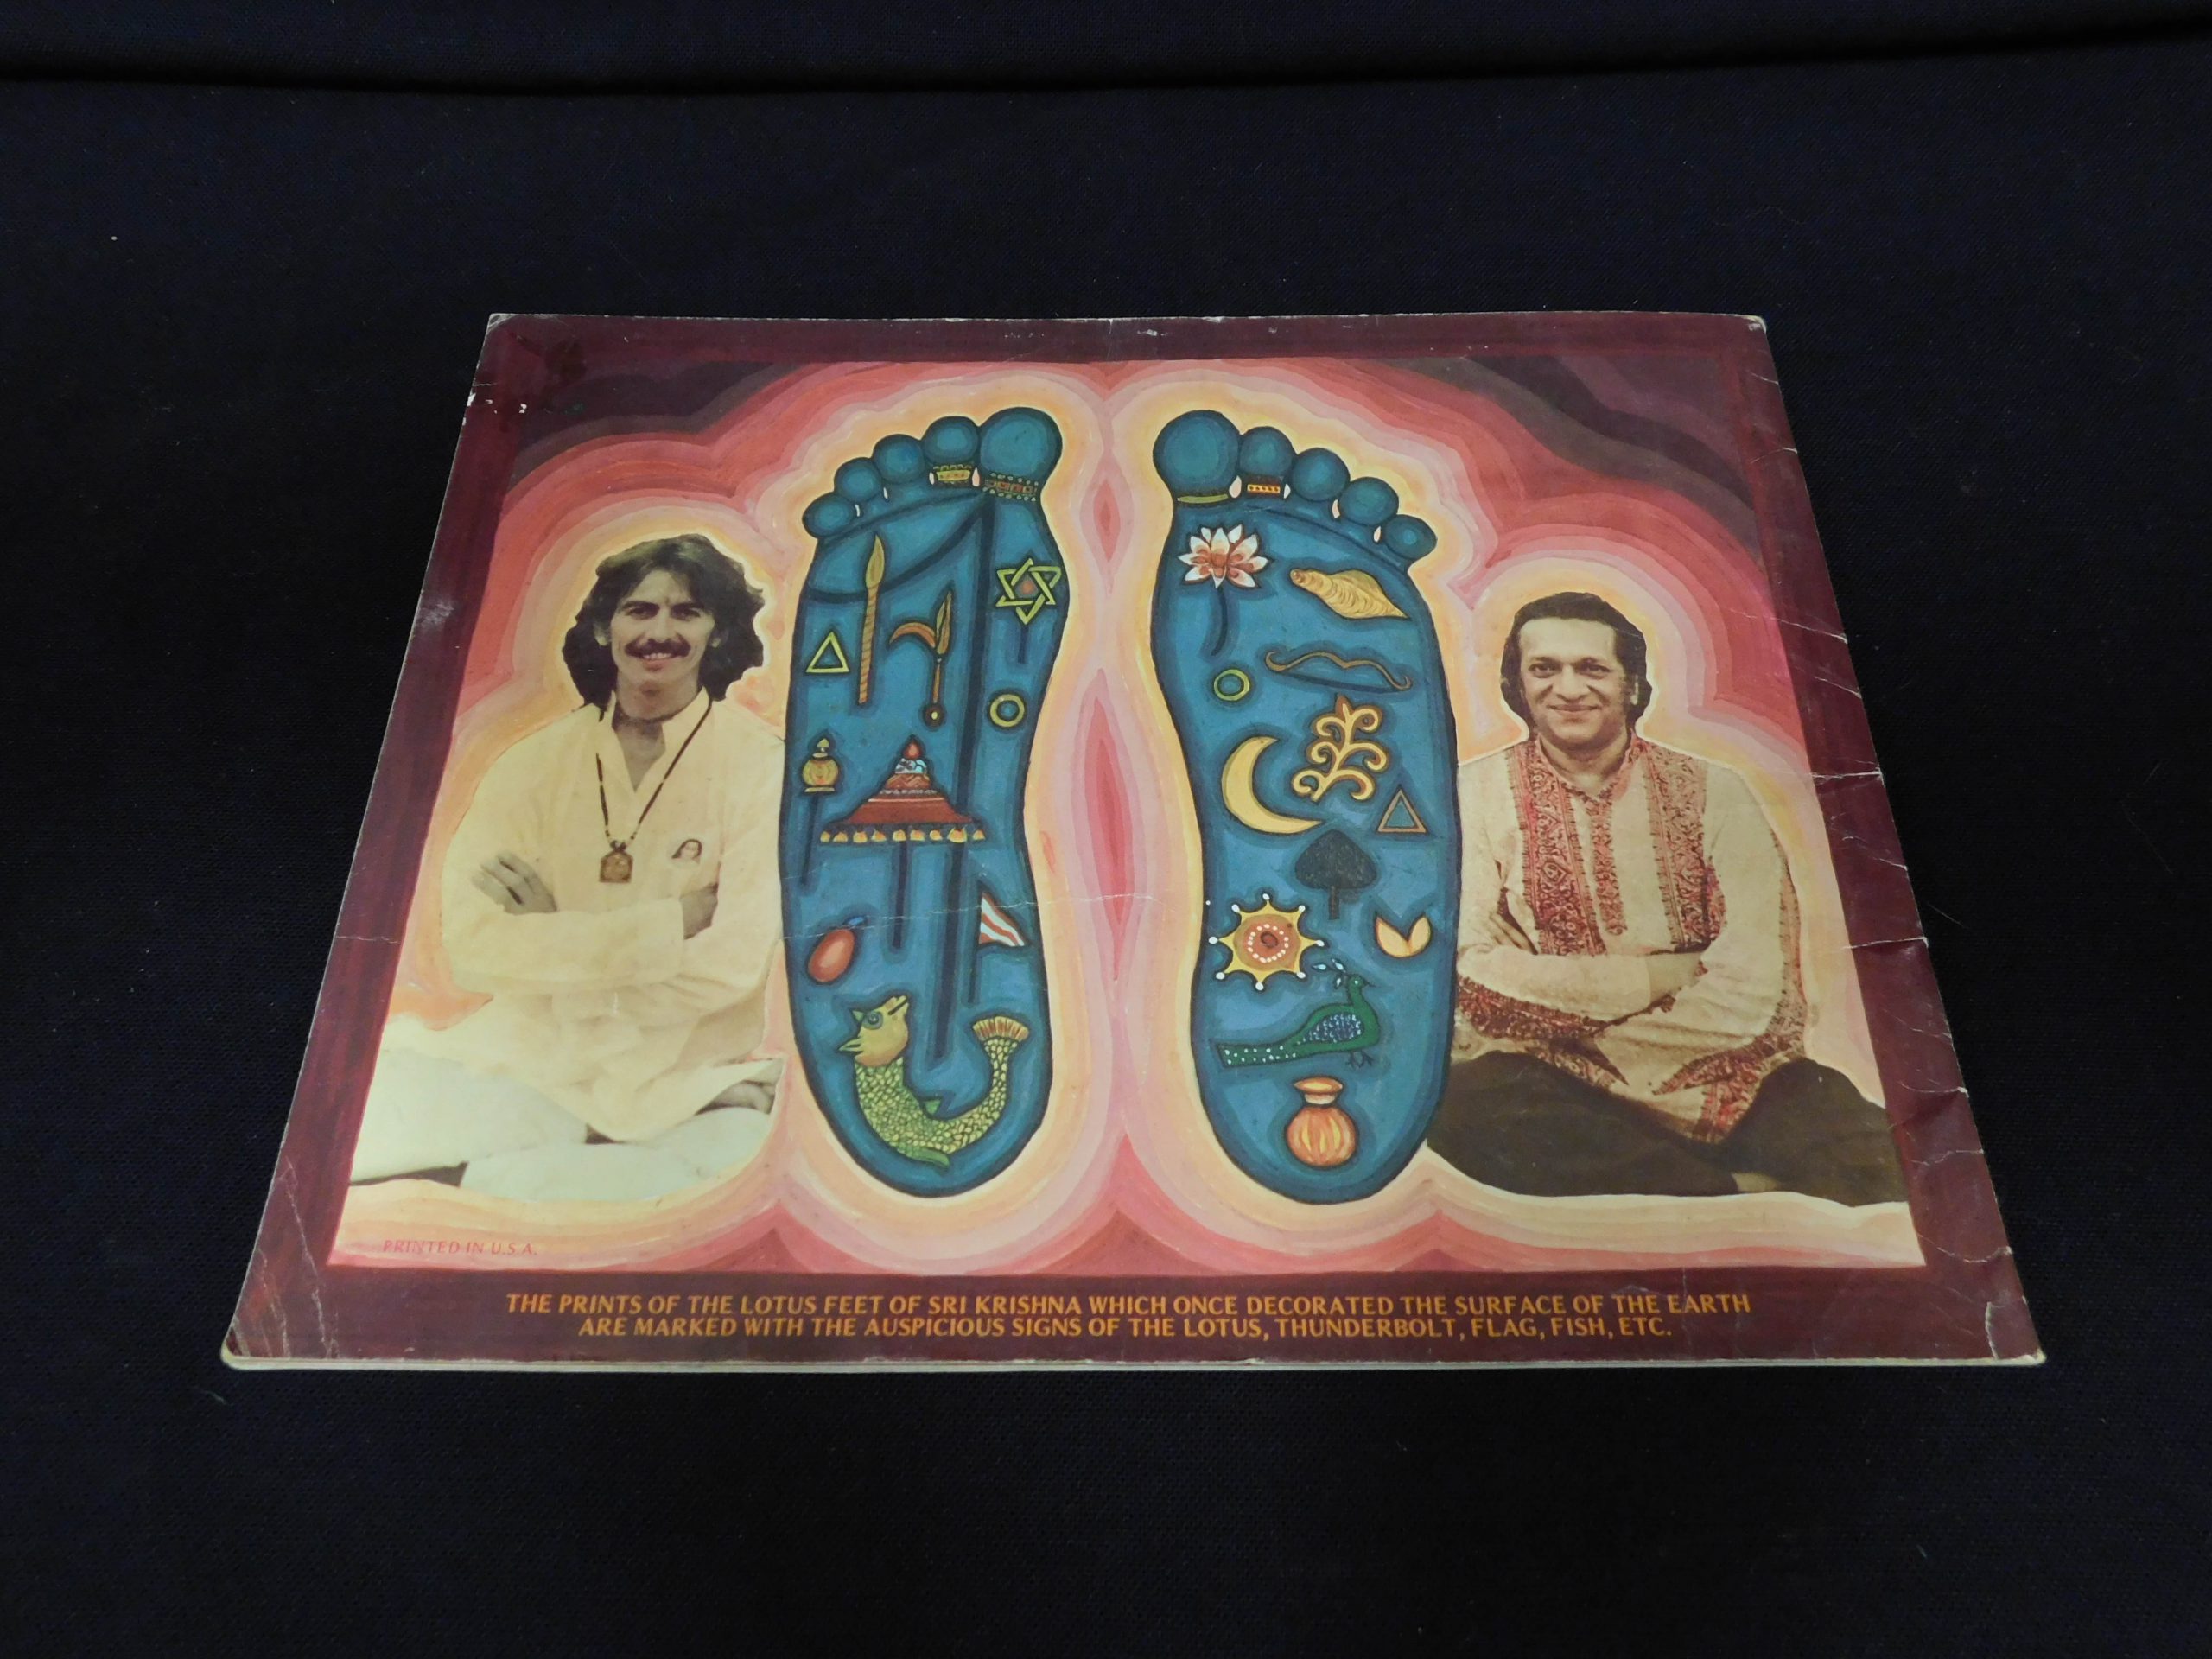 PRINTED IN U.S.A.
THE PRINTS OF THE LOTUS FEET OF SRI KRISHNA WHICH ONCE DECORATED THE SURFACE OF THE EARTH
ARE MARKED WITH THE AUSPICIOUS SIGNS OF THE LOTUS, THUNDERBOLT, FLAG, FISH, ETC.